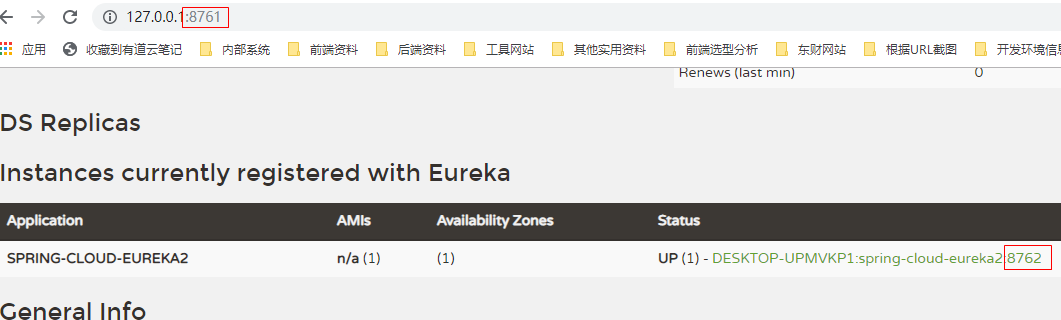 127.0.0.1:8761
应用 收藏到有道云笔记 内部系统 前端资料 后端资料 工具网站 其他实用资料 前端选型分析 东财网站 根据URL截图 开发环境信息
Renews (last min) 0
DS Replicas
Instances currently registered with Eureka
Application AMIs Availability Zones Status
SPRING-CLOUD-EUREKA2 n/a (1) (1) UP (1) - DESKTOP-UPMVKP1:spring-cloud-eureka2:8762
General Info